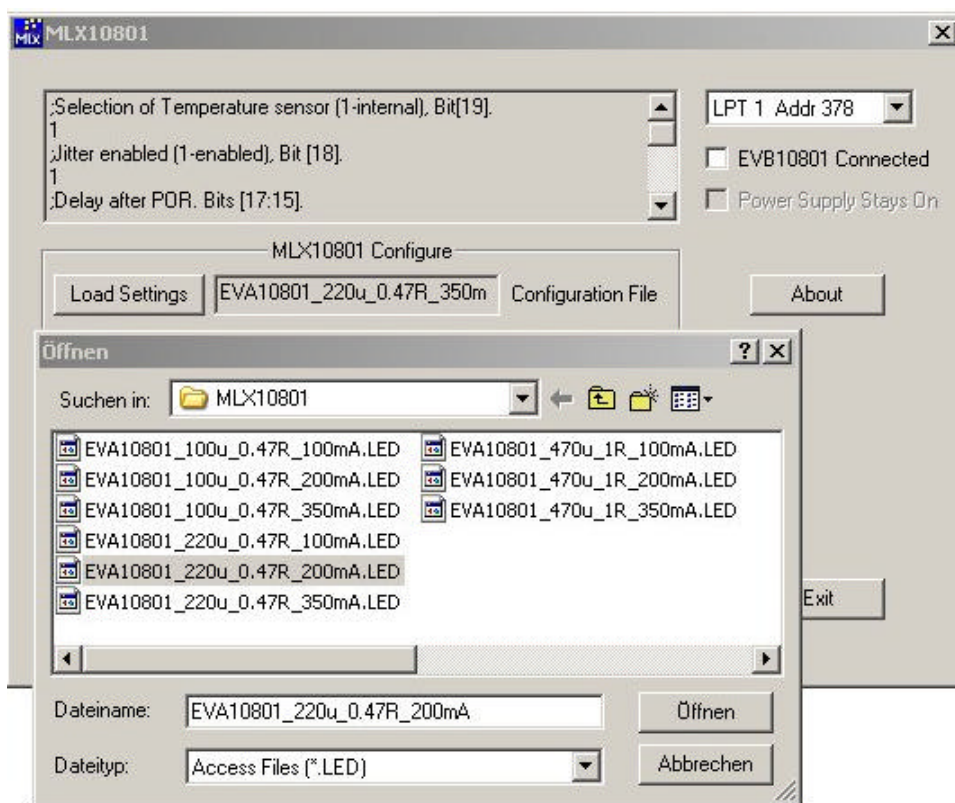 MLX MLX10801
;Selection of Temperature sensor (1-internal), Bit[19].
1
;Jitter enabled (1-enabled), Bit [18].
1
;Delay after POR. Bits [17:15].
LPT 1 Addr 378
EVB10801 Connected
Power Supply Stays On
MLX10801 Configure
Load Settings
EVA10801_220u_0.47R_350m
Configuration File
About
Öffnen
Suchen in:
MLX10801
EVA10801_100u_0.47R_100mA.LED
EVA10801_100u_0.47R_200mA.LED
EVA10801_100u_0.47R_350mA.LED
EVA10801_220u_0.47R_100mA.LED
EVA10801_220u_0.47R_200mA.LED
EVA10801_220u_0.47R_350mA.LED
EVA10801_470u_1R_100mA.LED
EVA10801_470u_1R_200mA.LED
EVA10801_470u_1R_350mA.LED
Exit
Dateiname:
EVA10801_220u_0.47R_200mA
Öffnen
Dateityp:
Access Files (*.LED)
Abbrechen